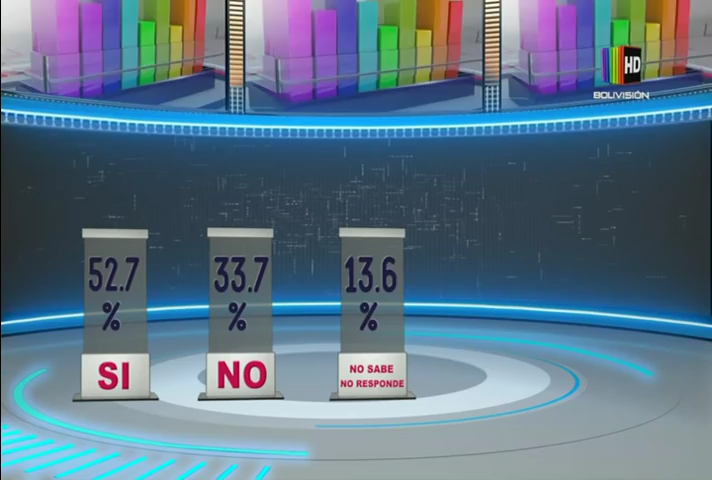 HD
BOLIVISIÓN
52.7
%
33.7
%
13.6
%
SI
NO
NO SABE
NO RESPONDE